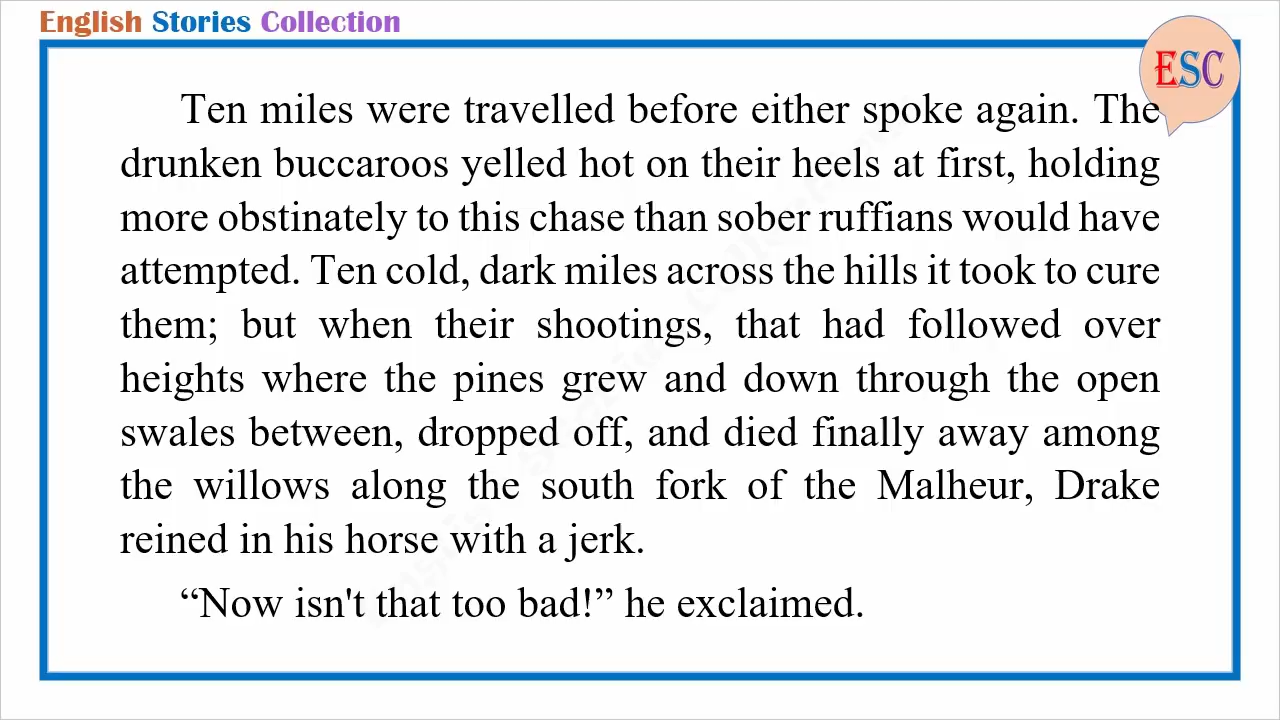 English Stories Collection
ESC
Ten miles were travelled before either spoke again. The
drunken buccaroos yelled hot on their heels at first, holding
more obstinately to this chase than sober ruffians would have
attempted. Ten cold, dark miles across the hills it took to cure
them; but when their shootings, that had followed over
heights where the pines grew and down through the open
swales between, dropped off, and died finally away among
the willows along the south fork of the Malheur, Drake
reined in his horse with a jerk.
“Now isn't that too bad!” he exclaimed.